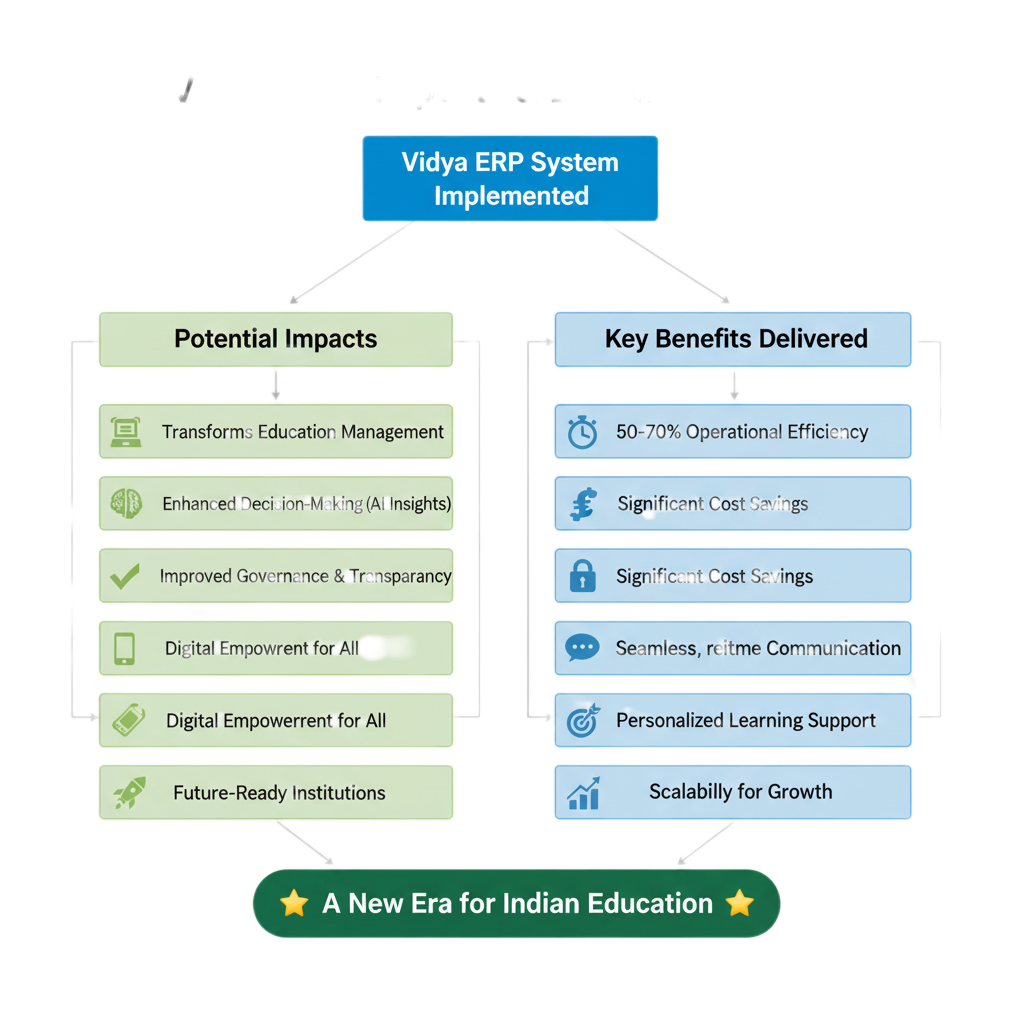 Vidya ERP System
Implemented
Potential Impacts
Transforms Education Management
Enhanced Decision-Making (AI Insights)
Improved Governance & Transparancy
Digital Empowrent for All
Digital Empowerrent for All
Future-Ready Institutions
Key Benefits Delivered
50-70% Operational Efficiency
Significant Cost Savings
Significant Cost Savings
Seamless, reitme Communication
Personalized Learning Support
Scalabilly for Growth
A New Era for Indian Education